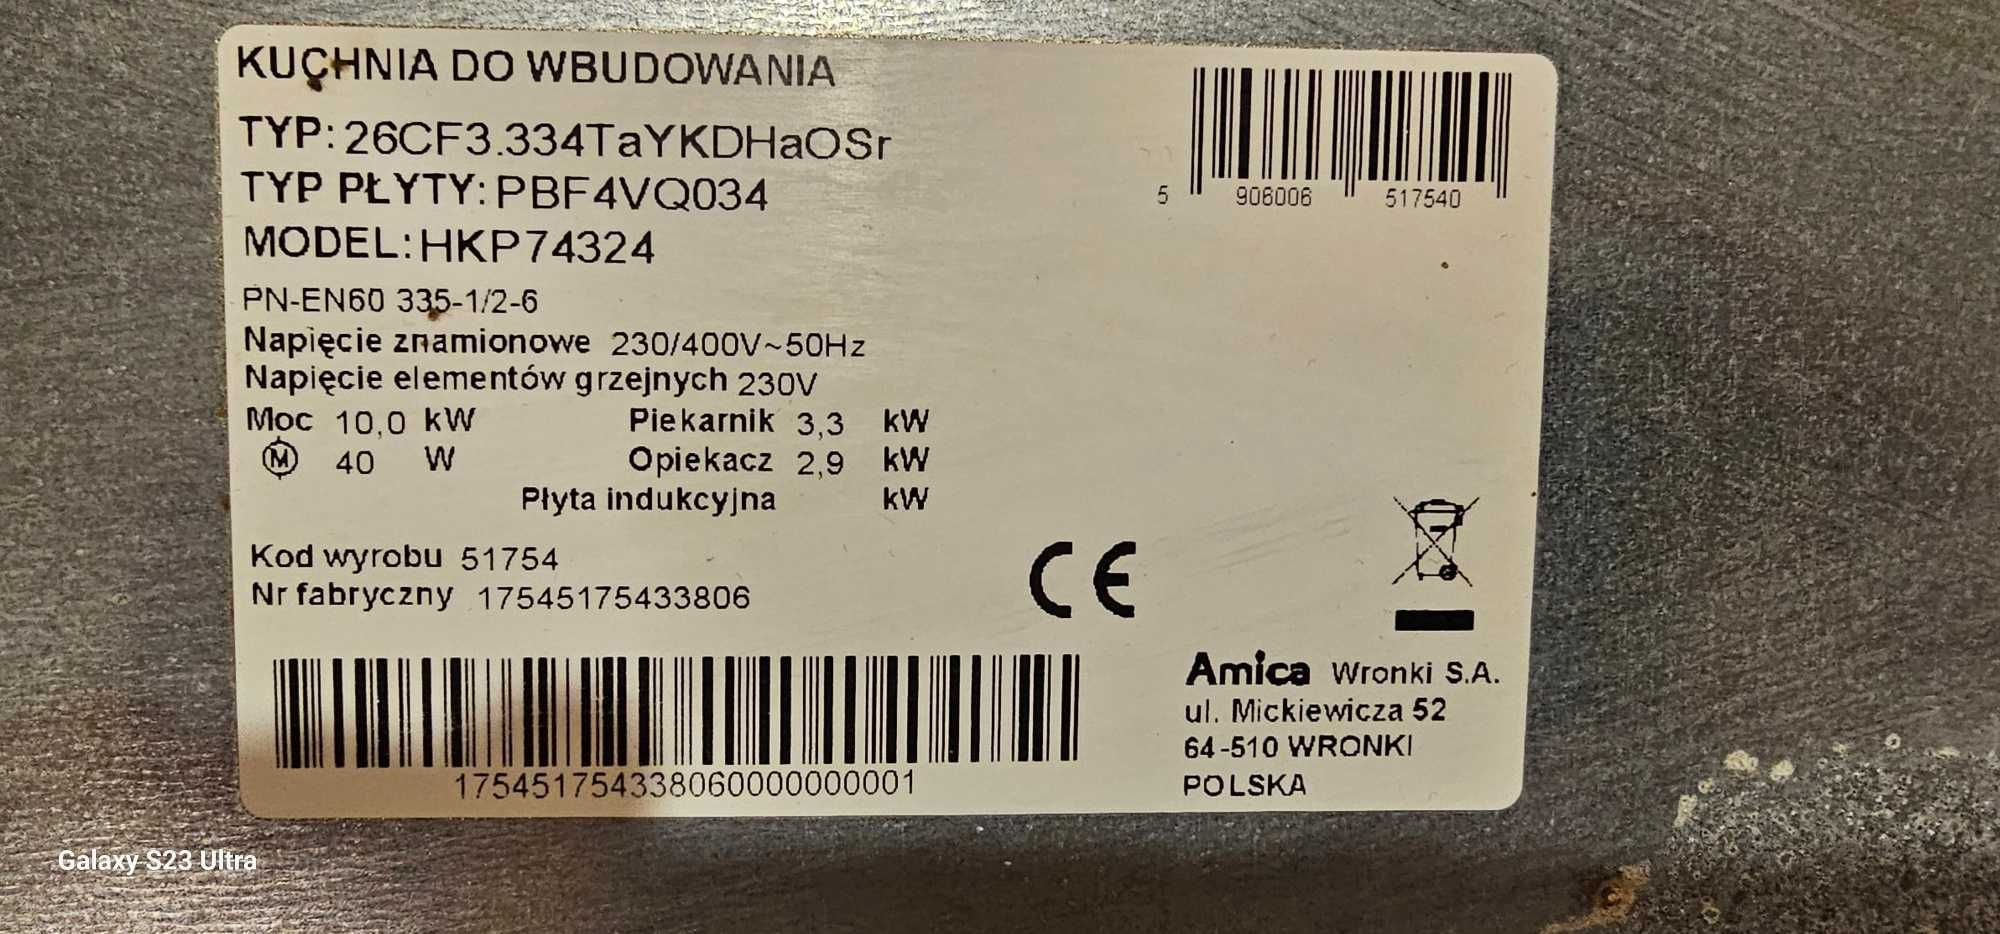 KUCHNIA DO WBUDOWANIA
TYP: 26CF3.334TaYKDHaOSr
TYP PŁYTY: PBF4VQ034
MODEL: HKP74324
PN-EN60 335-1/2-6
Napięcie znamionowe 230/400V~50Hz
Napięcie elementów grzejnych 230V
Moc 10,0 kW Piekarnik 3,3 kW
M 40 W Opiekacz 2,9 kW
Płyta indukcyjna kW
Kod wyrobu 51754
Nr fabryczny 17545175433806
175451754338060000000001
5 906006 517540
CE
Amica Wronki S.A.
ul. Mickiewicza 52
64-510 WRONKI
POLSKA
Galaxy S23 Ultra